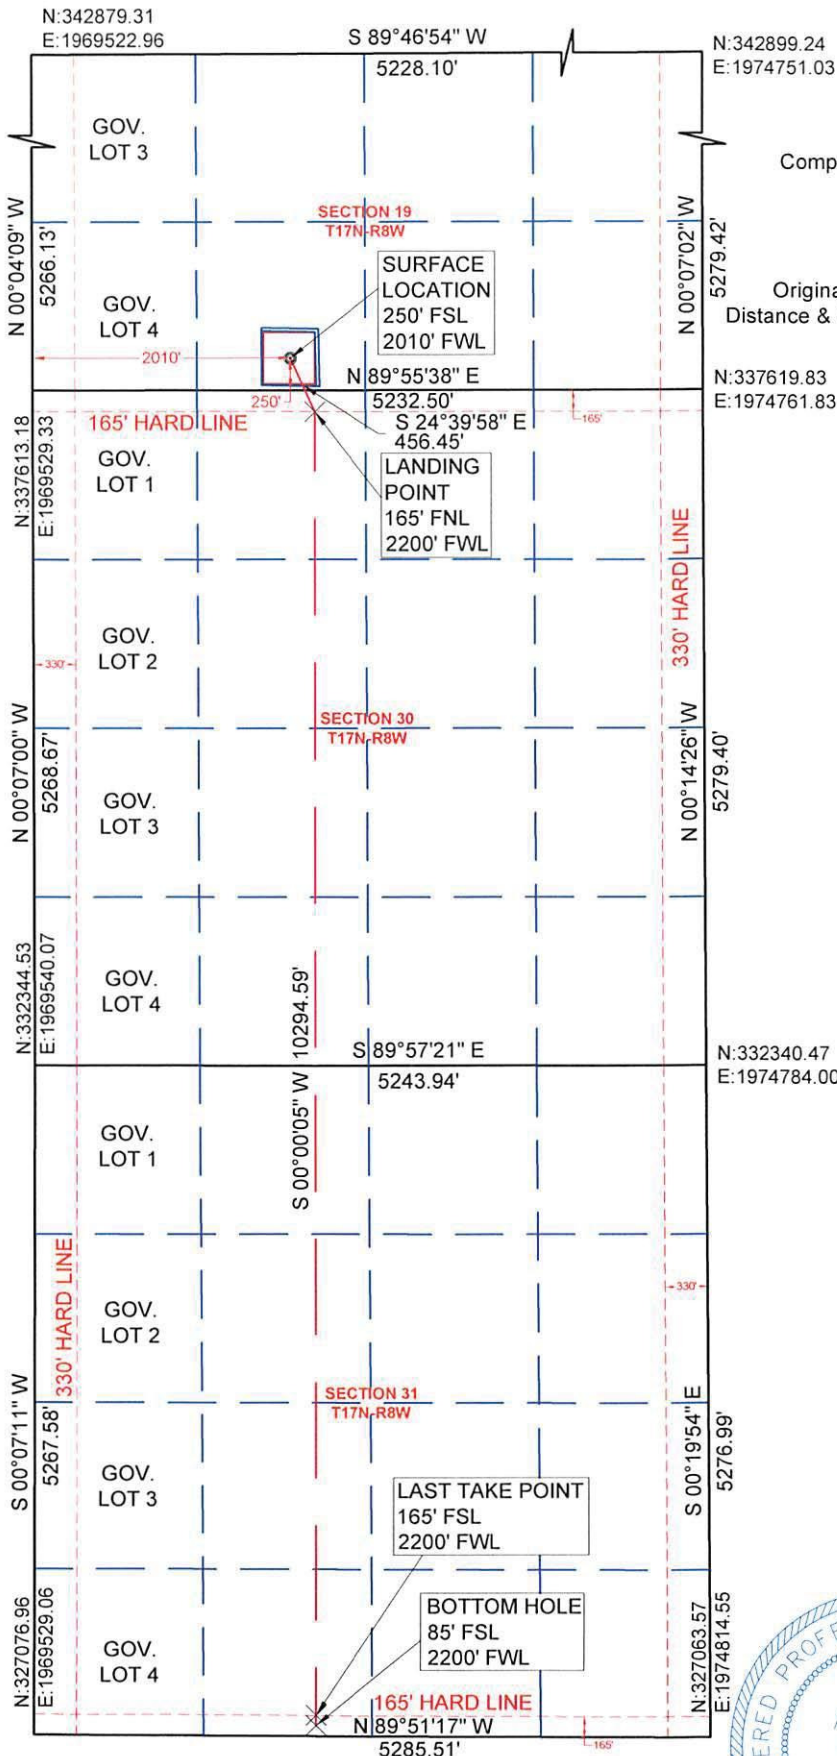 N:342879.31
E:1969522.96
S 89°46'54" W
5228.10'
N:342899.24
E:1974751.03
GOV.
LOT 3
Comp
N 00°04'09" W
5266.13'
SECTION 19
T17N-R8W
N 00°07'02" W
5279.42'
SURFACE
LOCATION
250' FSL
2010' FWL
GOV.
LOT 4
Origina
Distance &
2010'
N 89°55'38" E
5232.50'
N:337619.83
E:1974761.83
250'
165' HARD LINE
S 24°39'58" E
456.45'
165'
N:337613.18
E:1969529.33
GOV.
LOT 1
LANDING
POINT
165' FNL
2200' FWL
330' HARD LINE
GOV.
LOT 2
330'
SECTION 30
T17N-R8W
N 00°07'00" W
5268.67'
N 00°14'26" W
5279.40'
GOV.
LOT 3
N:332344.53
E:1969540.07
GOV.
LOT 4
S 00°00'05" W 10294.59'
S 89°57'21" E
5243.94'
N:332340.47
E:1974784.00
GOV.
LOT 1
330' HARD LINE
330'
GOV.
LOT 2
SECTION 31
T17N-R8W
S 00°07'11" W
5267.58'
S 00°19'54" E
5276.99'
GOV.
LOT 3
LAST TAKE POINT
165' FSL
2200' FWL
BOTTOM HOLE
85' FSL
2200' FWL
N:327076.96
E:1969529.06
GOV.
LOT 4
N:327063.57
E:1974814.55
165' HARD LINE
N 89°51'17" W
5285.51'
165'
ERED PROFE